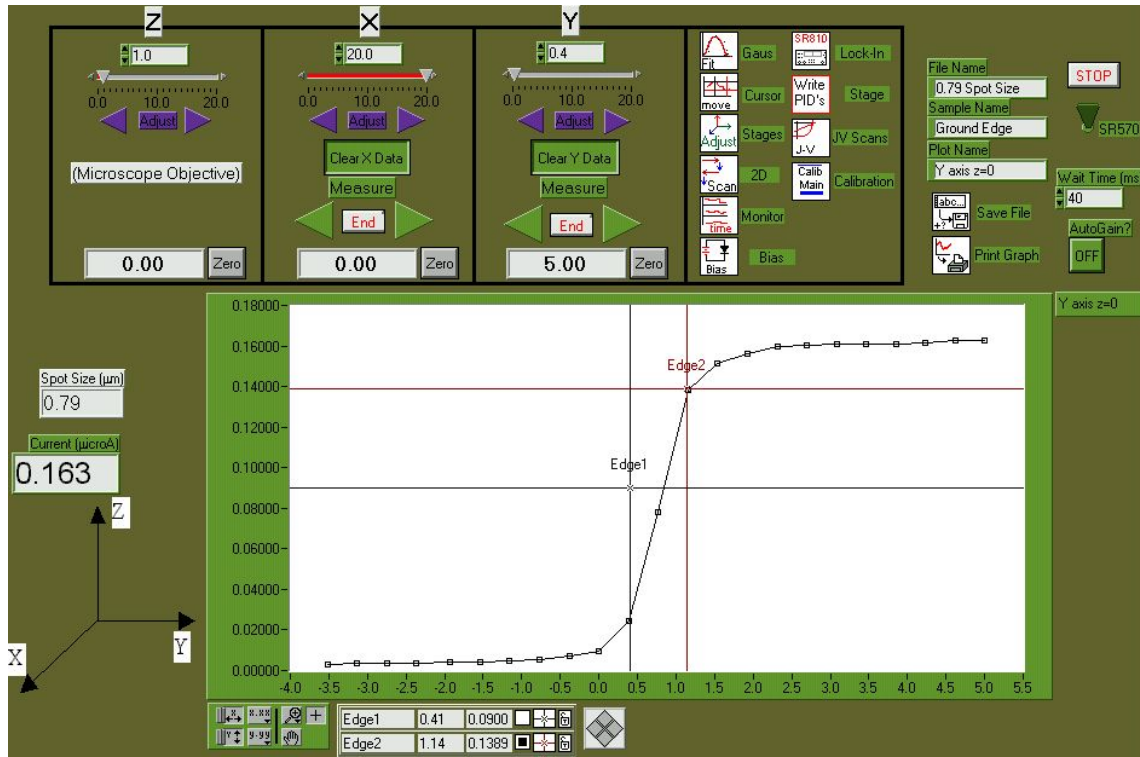 Z
1.0
0.0 10.0 20.0
Adjust
(Microscope Objective)
0.00 Zero
X
20.0
0.0 10.0 20.0
Adjust
Clear X Data
Measure
End
0.00 Zero
Y
0.4
0.0 10.0 20.0
Adjust
Clear Y Data
Measure
End
5.00 Zero
Fit Gaus
move Cursor
Adjust Stages
Scan 2D
time Monitor
Bias Bias
SR810 Lock-In
Write PID's Stage
J-V JV Scans
Calib Main Calibration
File Name
0.79 Spot Size
Sample Name
Ground Edge
Plot Name
Y axis z=0
abc...
+? Save File
Print Graph
STOP
SR570
Wait Time (ms
40
AutoGain?
OFF
Y axis z=0
Spot Size (µm)
0.79
Current (µicroA)
0.163
Z
Y
X
0.18000
0.16000
0.14000
0.12000
0.10000
0.08000
0.06000
0.04000
0.02000
0.00000
Edge2
Edge1
-4.0 -3.5 -3.0 -2.5 -2.0 -1.5 -1.0 -0.5 0.0 0.5 1.0 1.5 2.0 2.5 3.0 3.5 4.0 4.5 5.0 5.5
X x.xx
Y y.yy
Edge1 0.41 0.0900
Edge2 1.14 0.1389